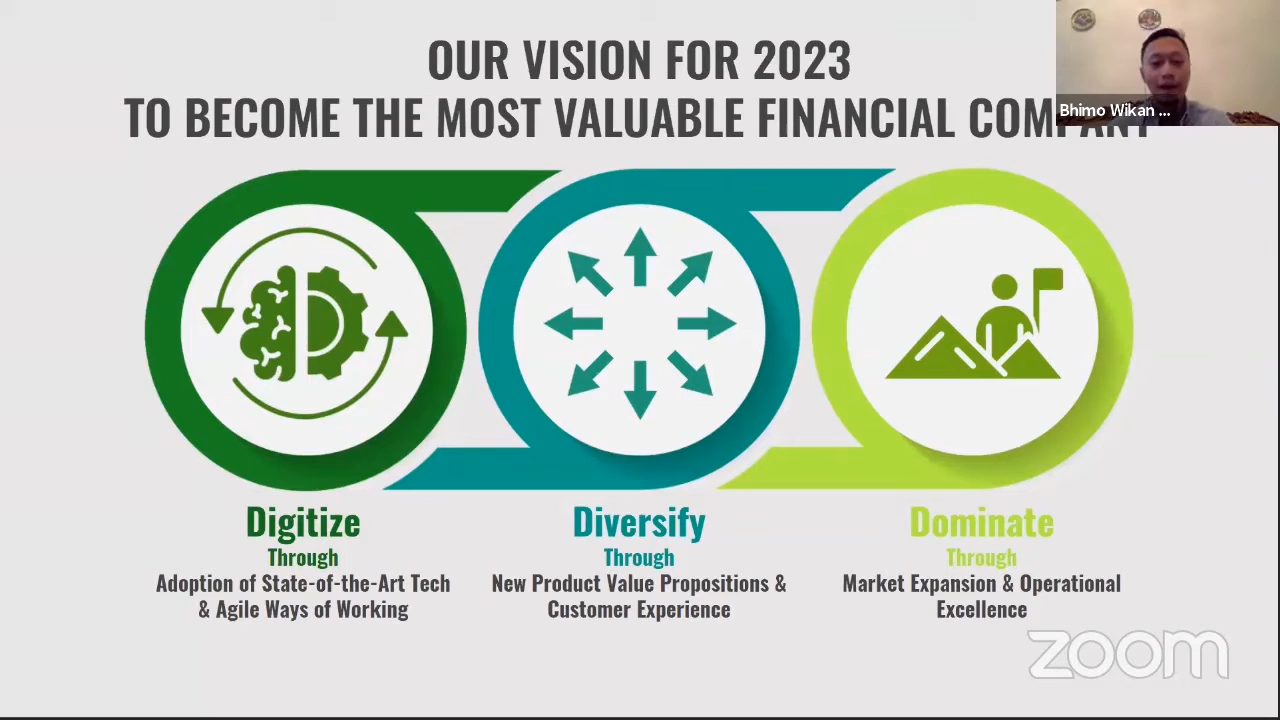 OUR VISION FOR 2023
TO BECOME THE MOST VALUABLE FINANCIAL COMPANY
Bhimo Wikan ...
Digitize
Through
Adoption of State-of-the-Art Tech
& Agile Ways of Working
Diversify
Through
New Product Value Propositions &
Customer Experience
Dominate
Through
Market Expansion & Operational
Excellence
zoom